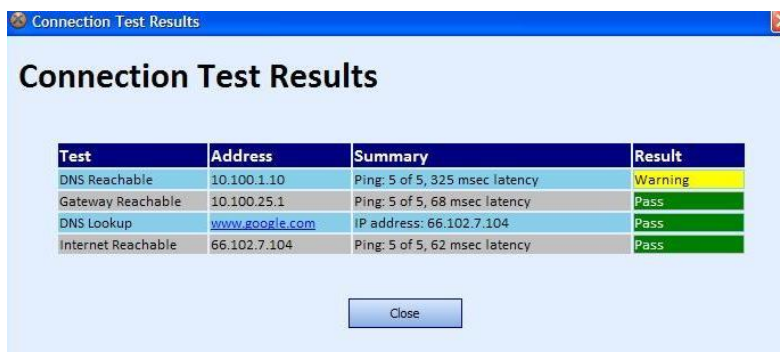 Connection Test Results
Connection Test Results
Test Address Summary Result
DNS Reachable 10.100.1.10 Ping: 5 of 5, 325 msec latency Warning
Gateway Reachable 10.100.25.1 Ping: 5 of 5, 68 msec latency Pass
DNS Lookup www.google.com IP address: 66.102.7.104 Pass
Internet Reachable 66.102.7.104 Ping: 5 of 5, 62 msec latency Pass
Close